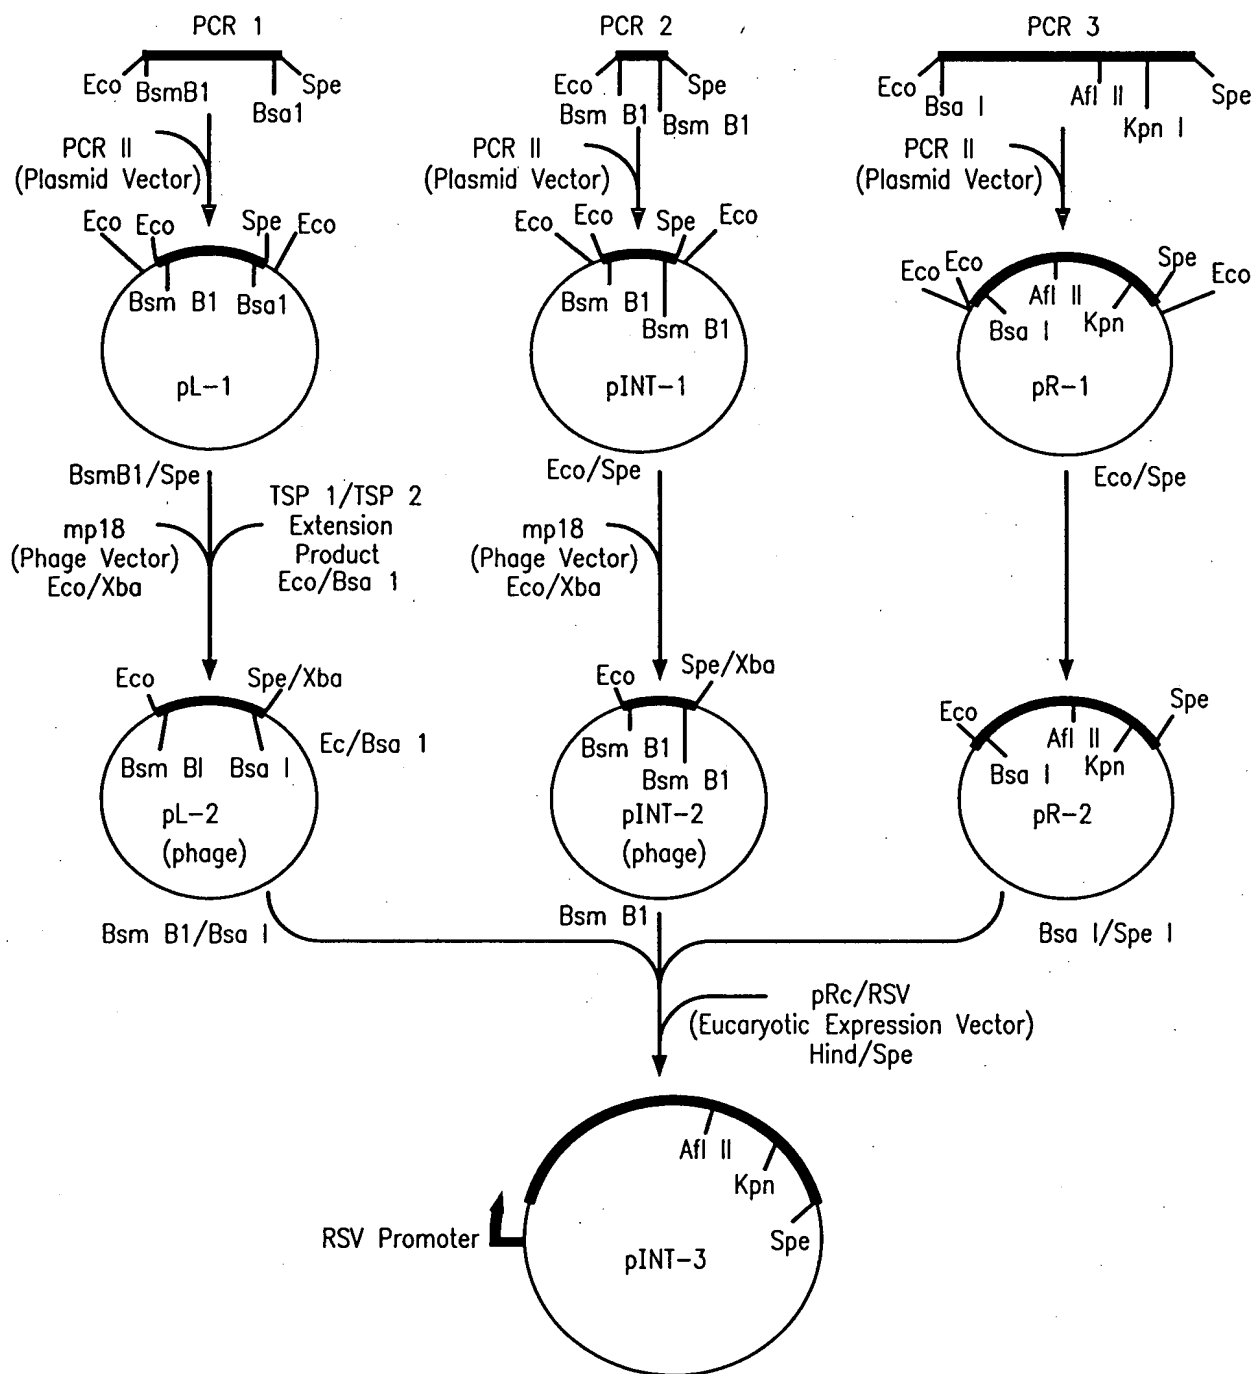 PCR 1
Eco
BsmB1
Bsa1
Spe
PCR II
(Plasmid Vector)
Eco
Eco
Spe
Eco
Bsm B1
Bsa1
pL-1
BsmB1/Spe
mp18
(Phage Vector)
Eco/Xba
TSP 1/TSP 2
Extension
Product
Eco/Bsa 1
Eco
Spe/Xba
Bsm BI
Bsa I
Ec/Bsa 1
pL-2
(phage)
Bsm B1/Bsa I
PCR 2
Eco
Bsm B1
Spe
Bsm B1
PCR II
(Plasmid Vector)
Eco
Eco
Spe
Eco
Bsm B1
Bsm B1
pINT-1
Eco/Spe
mp18
(Phage Vector)
Eco/Xba
Eco
Spe/Xba
Bsm B1
Bsm B1
pINT-2
(phage)
Bsm B1
PCR 3
Eco
Bsa I
Afl II
Kpn I
Spe
PCR II
(Plasmid Vector)
Eco
Eco
Spe
Eco
Bsa I
Afl II
Kpn
pR-1
Eco/Spe
Eco
Spe
Bsa I
Afl II
Kpn
pR-2
Bsa I/Spe I
pRc/RSV
(Eucaryotic Expression Vector)
Hind/Spe
Afl II
Kpn
Spe
RSV Promoter
pINT-3